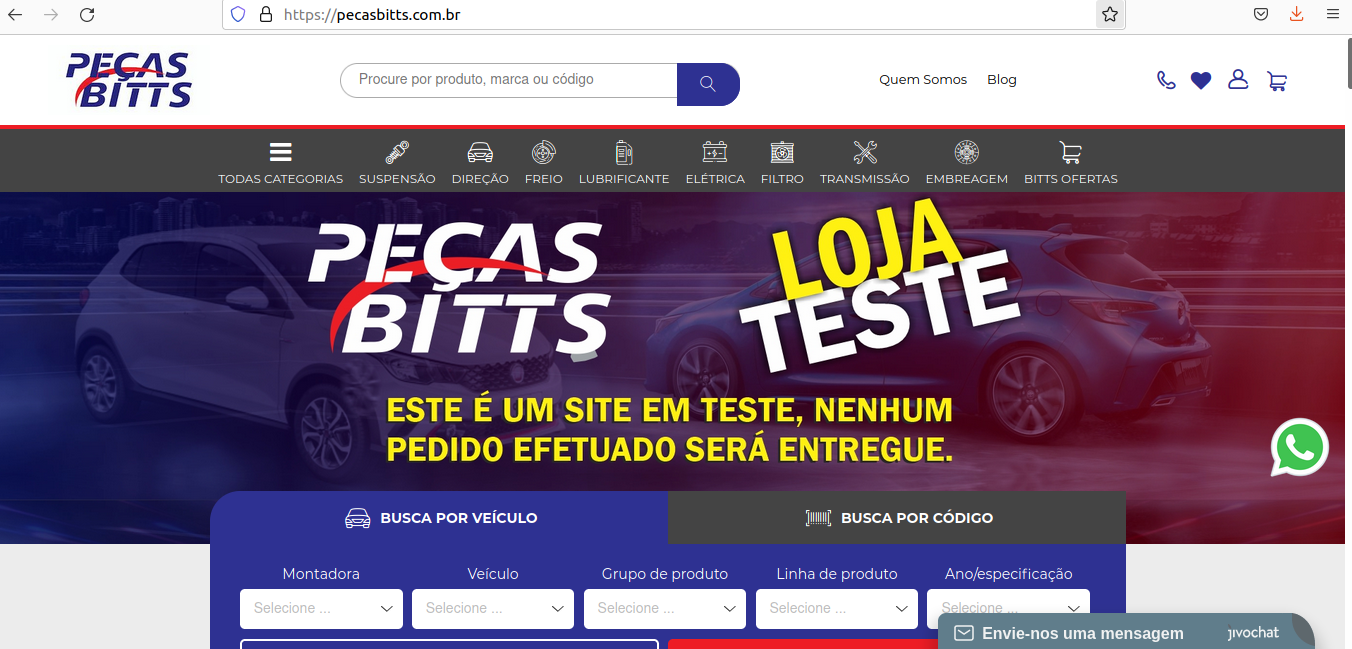 https://pecasbitts.com.br
PEÇAS
BITTS
Procure por produto, marca ou código
Quem Somos
Blog
TODAS CATEGORIAS
SUSPENSÃO
DIREÇÃO
FREIO
LUBRIFICANTE
ELÉTRICA
FILTRO
TRANSMISSÃO
EMBREAGEM
BITTS OFERTAS
PEÇAS
BITTS
LOJA
TESTE
ESTE É UM SITE EM TESTE, NENHUM
PEDIDO EFETUADO SERÁ ENTREGUE.
BUSCA POR VEÍCULO
BUSCA POR CÓDIGO
Montadora
Veículo
Grupo de produto
Linha de produto
Ano/especificação
Selecione ...
Selecione ...
Selecione ...
Selecione ...
Selecione ...
Envie-nos uma mensagem
jivochat